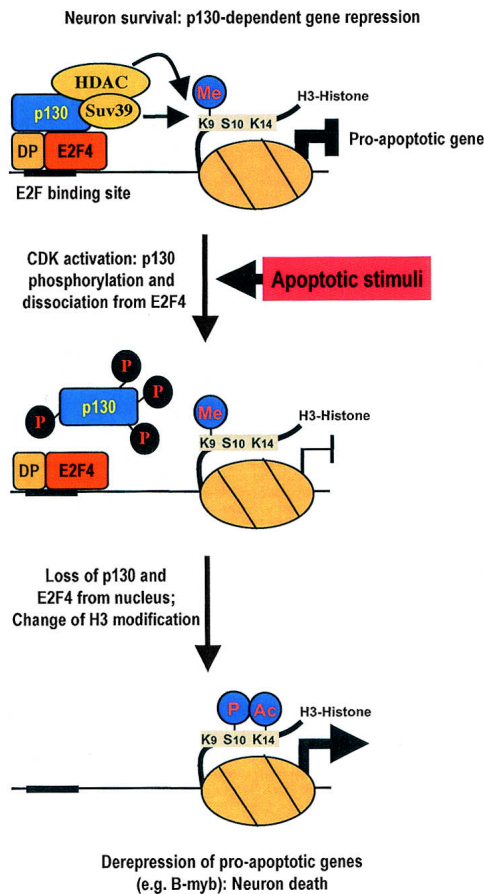 Neuron survival: p130-dependent gene repression
HDAC
Me
H3-Histone
p130
Suv39
K9 S10 K14
DP
E2F4
Pro-apoptotic gene
E2F binding site
CDK activation: p130
phosphorylation and
dissociation from E2F4
Apoptotic stimuli
P
P
p130
P
P
Me
H3-Histone
K9 S10 K14
DP
E2F4
Loss of p130 and
E2F4 from nucleus;
Change of H3 modification
P
Ac
H3-Histone
K9 S10 K14
Derepression of pro-apoptotic genes
(e.g. B-myb): Neuron death